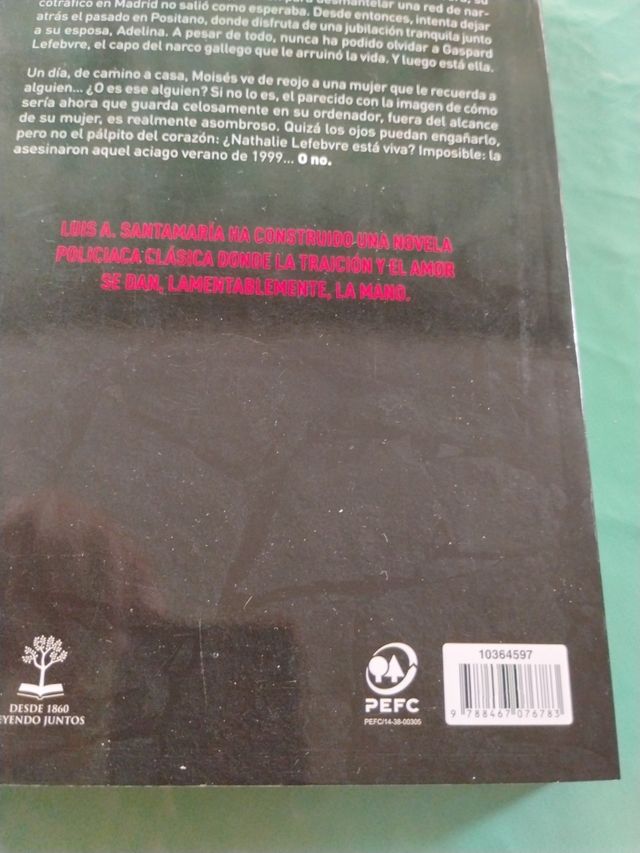 para desmantelar una red de nar-
cotráfico en Madrid no salió como esperaba. Desde entonces, intenta dejar
atrás el pasado en Positano, donde disfruta de una jubilación tranquila junto
a su esposa, Adelina. A pesar de todo, nunca ha podido olvidar a Gaspard
Lefebvre, el capo del narco gallego que le arruinó la vida. Y luego está ella.
Un día, de camino a casa, Moisés ve de reojo a una mujer que le recuerda a
alguien... ¿O es ese alguien? Si no lo es, el parecido con la imagen de cómo
sería ahora que guarda celosamente en su ordenador, fuera del alcance
de su mujer, es realmente asombroso. Quizá los ojos puedan engañarlo,
pero no el pálpito del corazón: ¿Nathalie Lefebvre está viva? Imposible: la
asesinaron aquel aciago verano de 1999... O no.
LUIS A. SANTAMARÍA HA CONSTRUIDO UNA NOVELA
POLICIACA CLÁSICA DONDE LA TRAICIÓN Y EL AMOR
SE DAN, LAMENTABLEMENTE, LA MANO.
DESDE 1860
EYENDO JUNTOS
PEFC
PEFC/14-38-00305
10364597
9 788467 076783